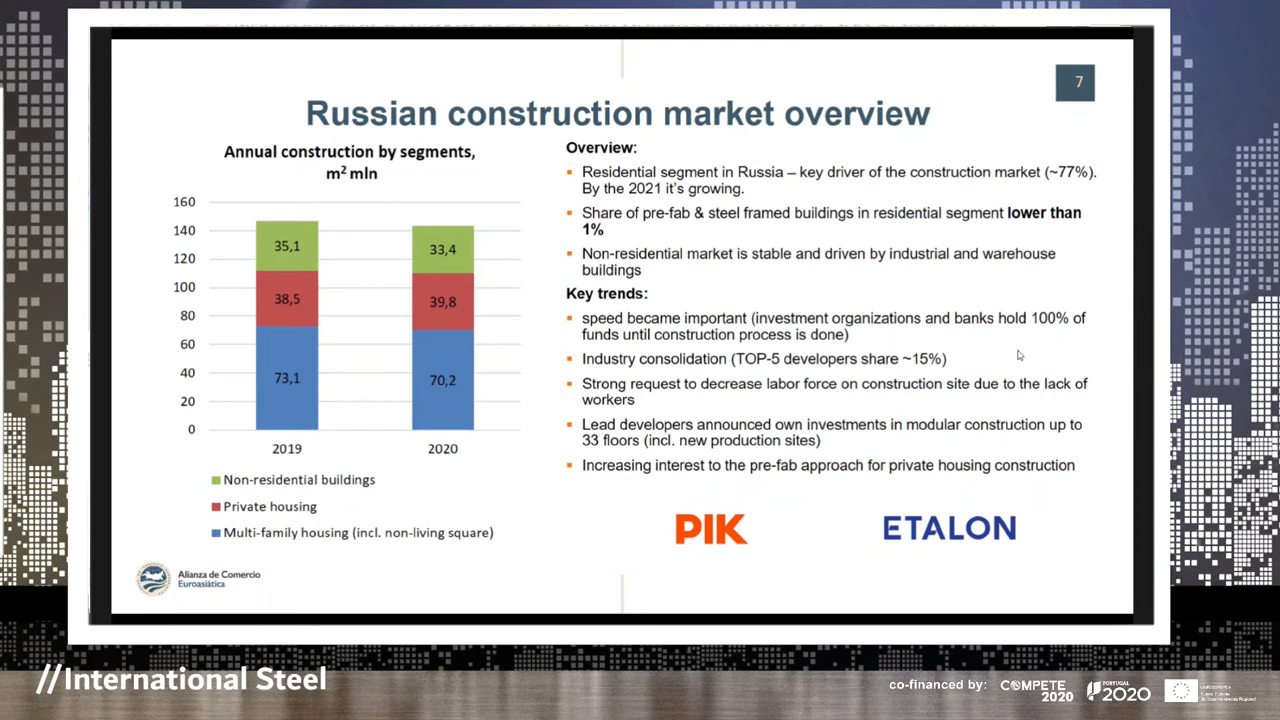 7
Russian construction market overview
Annual construction by segments,
m² mln
160
140
120
100
80
60
40
20
0
35,1
38,5
73,1
33,4
39,8
70,2
2019
2020
Non-residential buildings
Private housing
Multi-family housing (incl. non-living square)
Overview:
Residential segment in Russia – key driver of the construction market (~77%).
By the 2021 it's growing.
Share of pre-fab & steel framed buildings in residential segment lower than
1%
Non-residential market is stable and driven by industrial and warehouse
buildings
Key trends:
speed became important (investment organizations and banks hold 100% of
funds until construction process is done)
Industry consolidation (TOP-5 developers share ~15%)
Strong request to decrease labor force on construction site due to the lack of
workers
Lead developers announced own investments in modular construction up to
33 floors (incl. new production sites)
Increasing interest to the pre-fab approach for private housing construction
PIK
ETALON
Alianza de Comercio
Euroasiática
//International Steel
co-financed by:
COMPETE
2020
PORTUGAL
2020